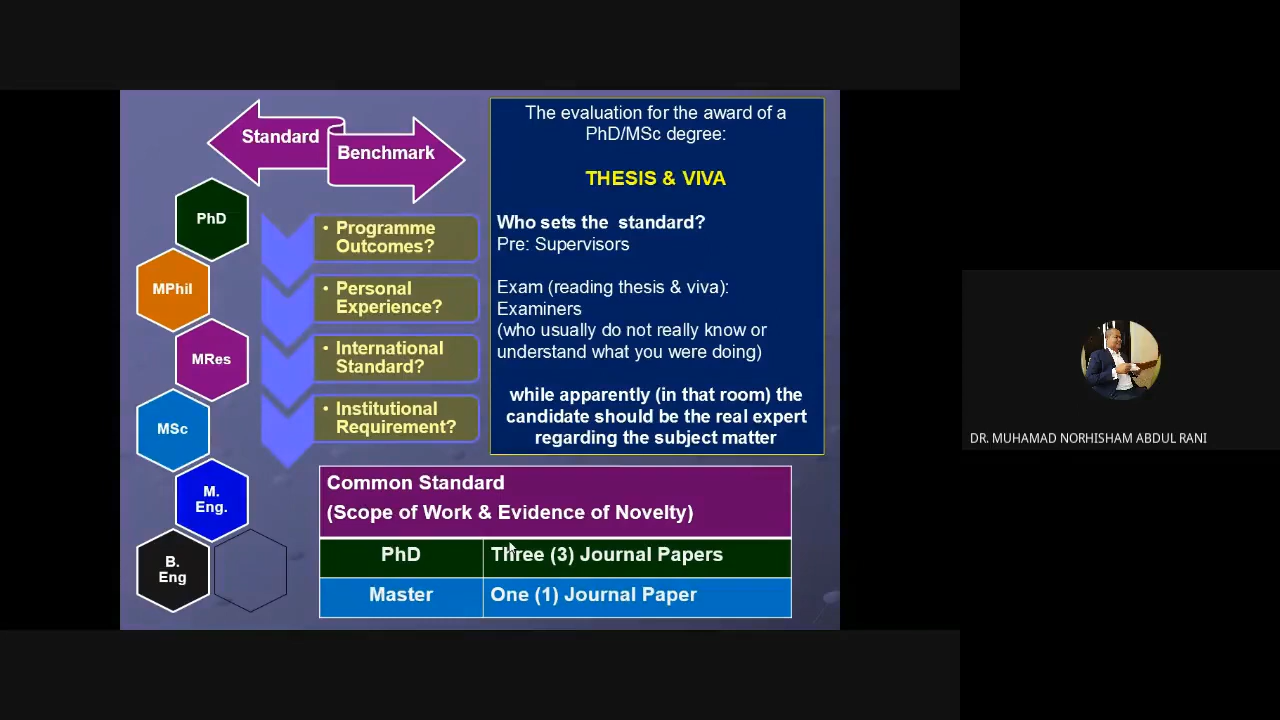 Standard
Benchmark
PhD
MPhil
MRes
MSc
M.
Eng.
B.
Eng
• Programme
Outcomes?
• Personal
Experience?
• International
Standard?
• Institutional
Requirement?
The evaluation for the award of a
PhD/MSc degree:
THESIS & VIVA
Who sets the standard?
Pre: Supervisors
Exam (reading thesis & viva):
Examiners
(who usually do not really know or
understand what you were doing)
while apparently (in that room) the
candidate should be the real expert
regarding the subject matter
Common Standard
(Scope of Work & Evidence of Novelty)
PhD Three (3) Journal Papers
Master One (1) Journal Paper
DR. MUHAMAD NORHISHAM ABDUL RANI